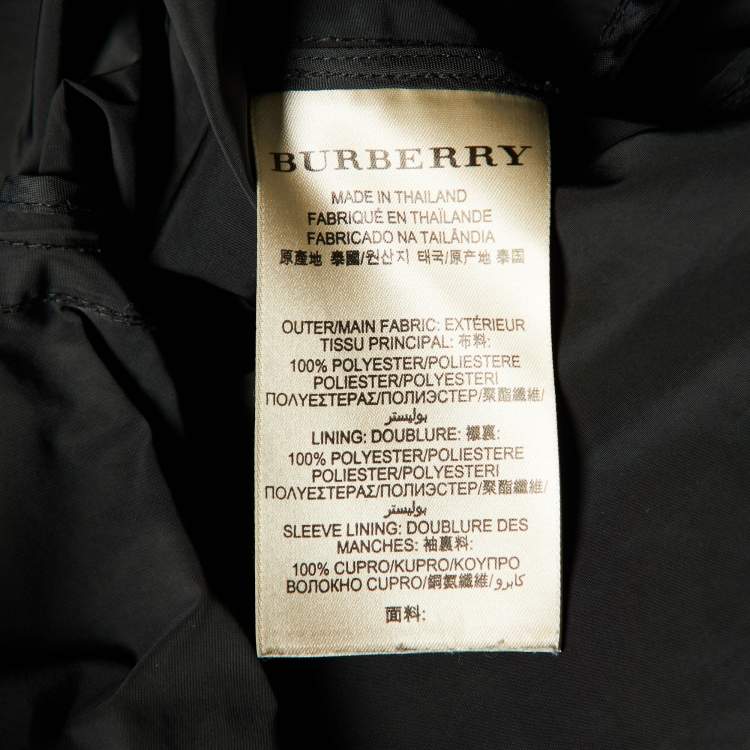 BURBERRY
MADE IN THAILAND
FABRIQUÉ EN THAÏLANDE
FABRICADO NA TAILÂNDIA
原產地 泰國/원산지 태국/原产地 泰国
OUTER/MAIN FABRIC: EXTÉRIEUR
TISSU PRINCIPAL: 布料:
100% POLYESTER/POLIESTERE
POLIESTER/POLYESTERI
ΠΟΛΥΕΣΤΕΡΑΣ/ПОЛИЭСТЕР/聚酯纖維/
بوليستر
LINING: DOUBLURE: 襯裏:
100% POLYESTER/POLIESTERE
POLIESTER/POLYESTERI
ΠΟΛΥΕΣΤΕΡΑΣ/ПОЛИЭСТЕР/聚酯纖維/
بوليستر
SLEEVE LINING: DOUBLURE DES
MANCHES: 袖裏料:
100% CUPRO/KUPRO/ΚΟΥΠΡΟ
ВОЛОКНО CUPRO/銅氨纖維/كابرو
面料: